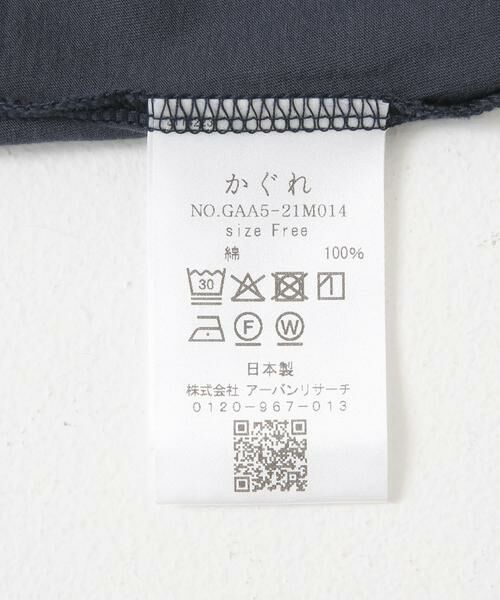 かぐれ
NO.GAA5-21M014
size Free
綿 100%
30
F W
日本製
株式会社 アーバンリサーチ
0120-967-013